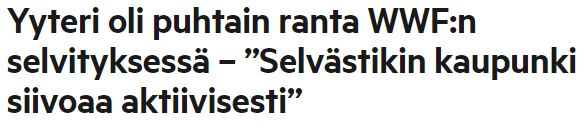 Yyteri oli puhtain ranta WWF:n
selvityksessä – ”Selvästikin kaupunki
siivoaa aktiivisesti”